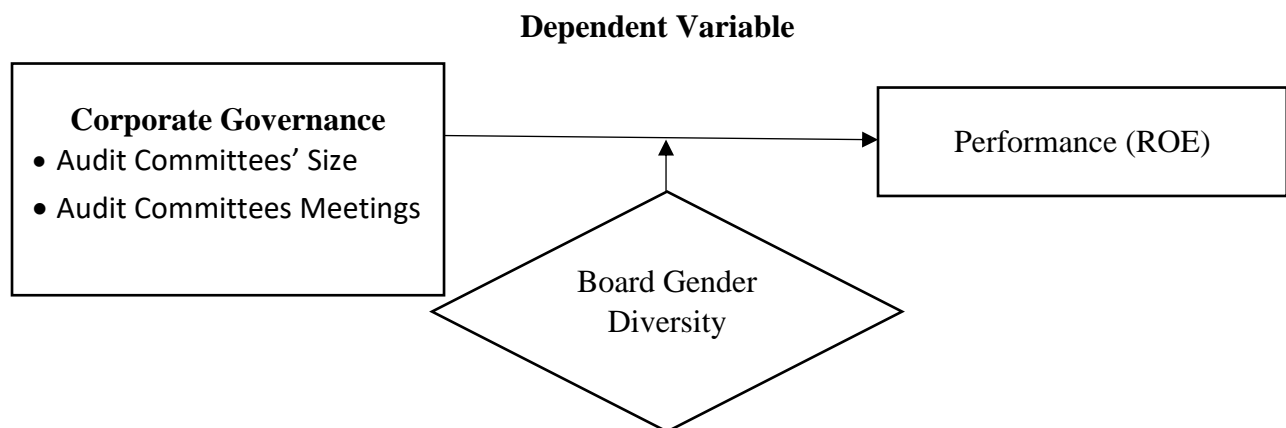 Dependent Variable
Corporate Governance
• Audit Committees’ Size
• Audit Committees Meetings
Performance (ROE)
Board Gender
Diversity